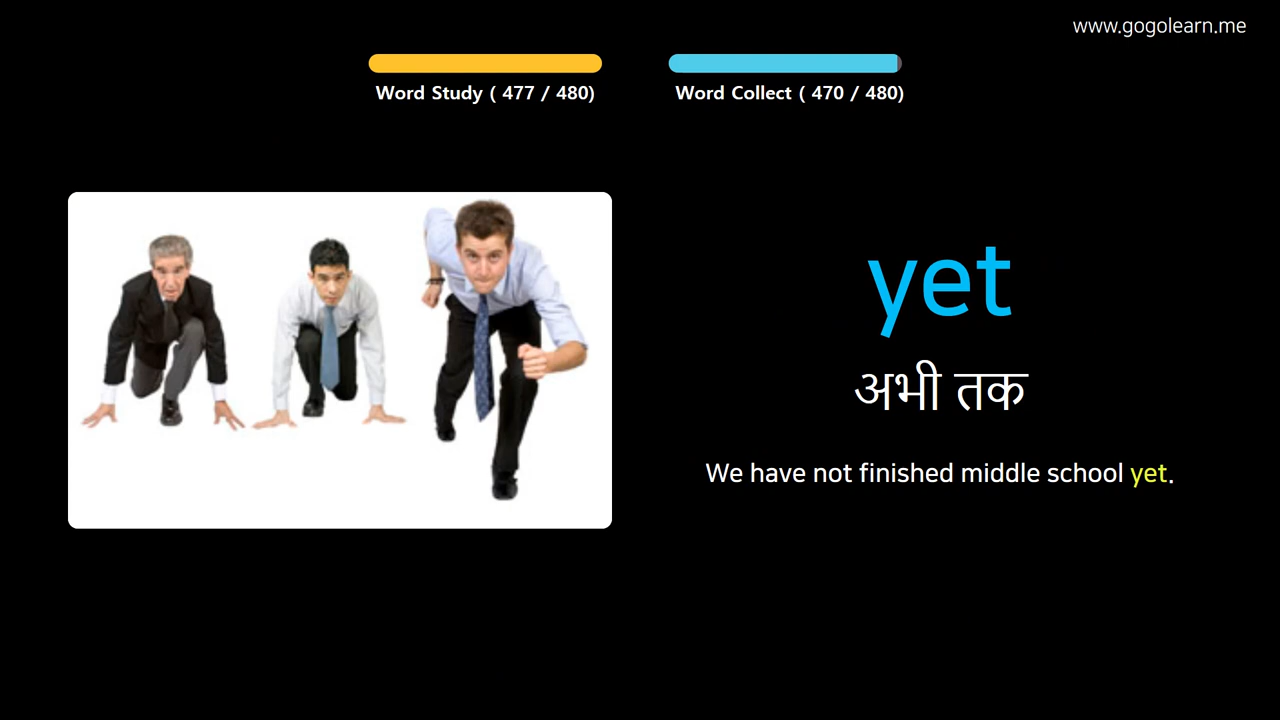 www.gogolearn.me
Word Study ( 477 / 480)
Word Collect ( 470 / 480)
yet
अभी तक
We have not finished middle school yet.